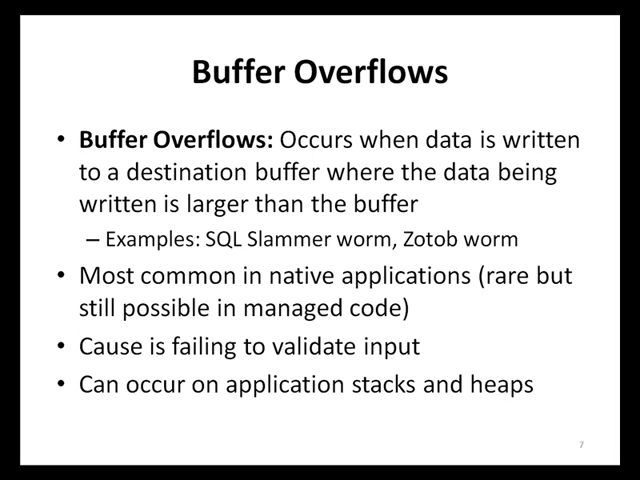 Buffer Overflows
• Buffer Overflows: Occurs when data is written
to a destination buffer where the data being
written is larger than the buffer
– Examples: SQL Slammer worm, Zotob worm
• Most common in native applications (rare but
still possible in managed code)
• Cause is failing to validate input
• Can occur on application stacks and heaps
7